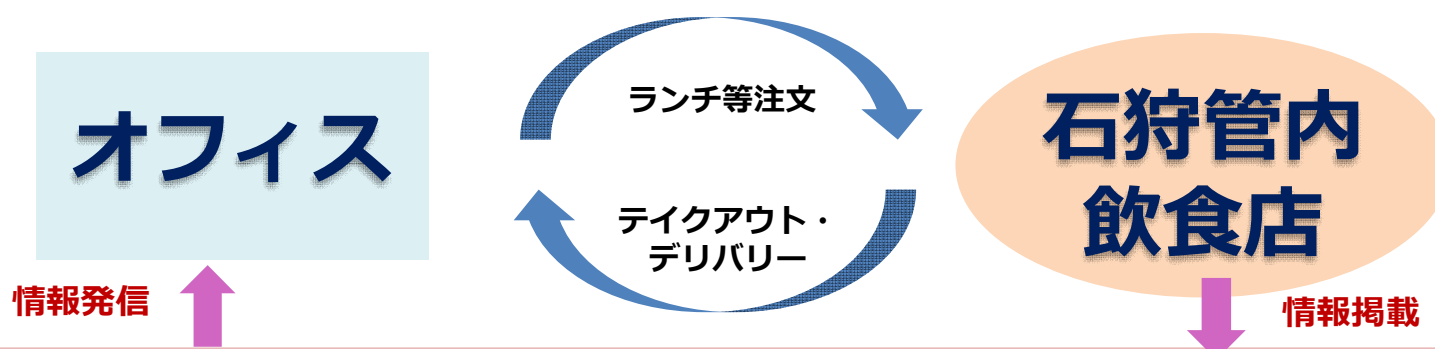 オフィス
ランチ等注文
テイクアウト・
デリバリー
石狩管内
飲食店
情報発信
情報掲載